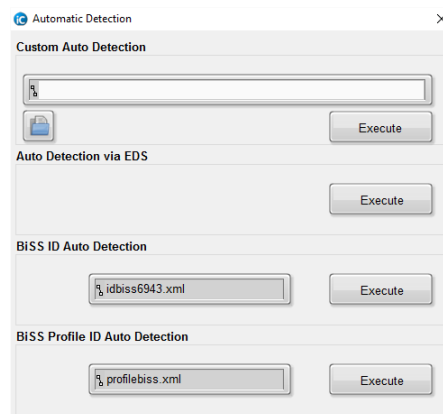 Automatic Detection
Custom Auto Detection
Execute
Auto Detection via EDS
Execute
BiSS ID Auto Detection
idbiss6943.xml
Execute
BiSS Profile ID Auto Detection
profilebiss.xml
Execute